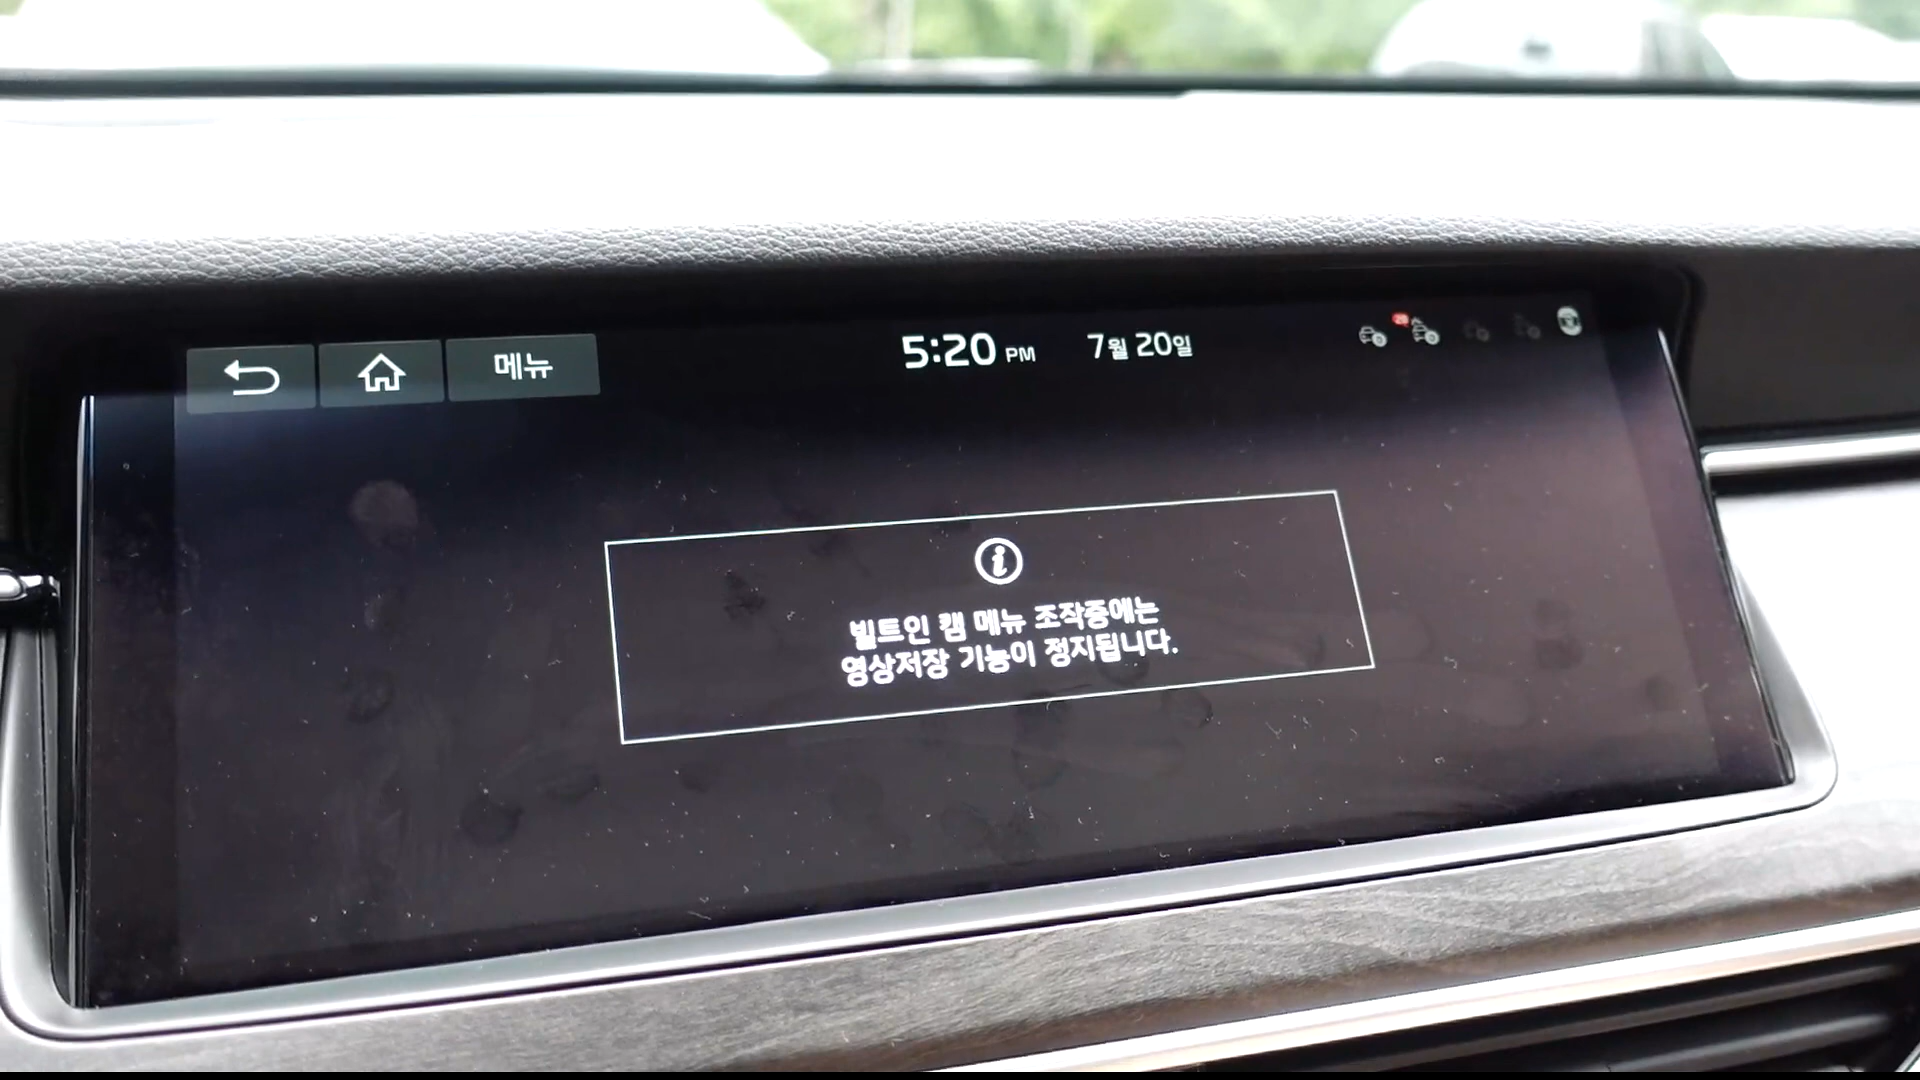 메뉴
5:20 PM
7월 20일
빌트인 캠 메뉴 조작중에는
영상저장 기능이 정지됩니다.